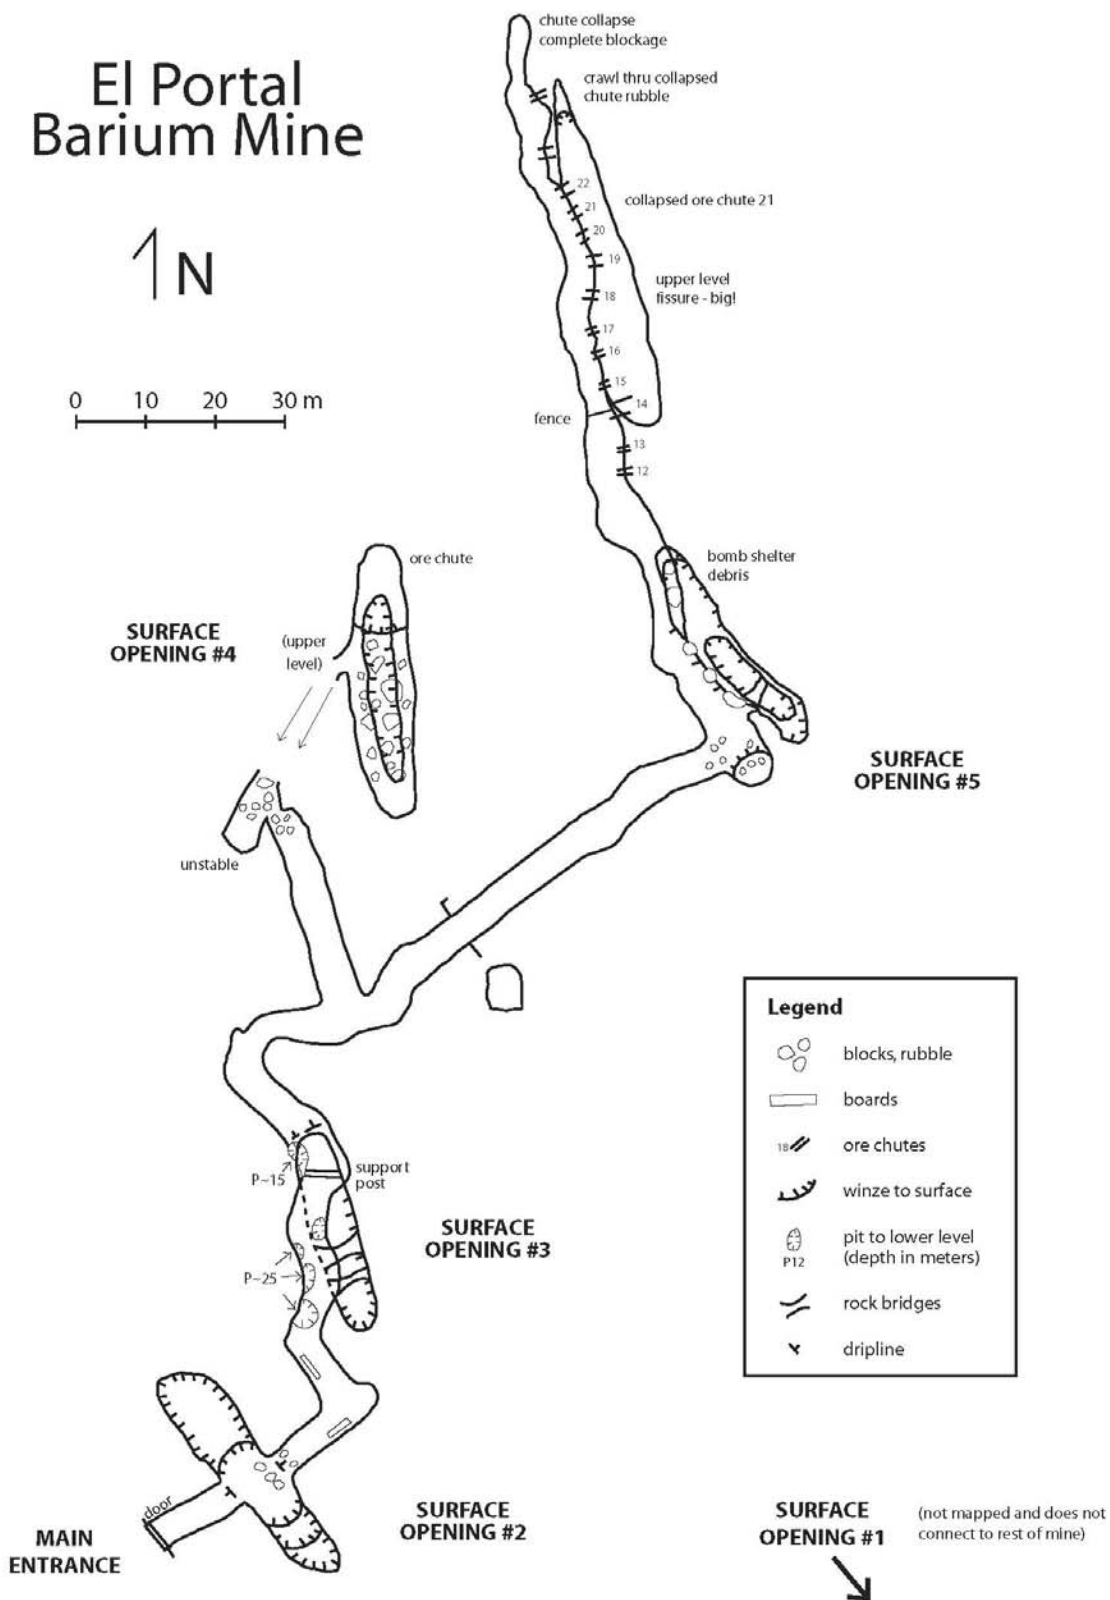 El Portal
Barium Mine
N
0 10 20 30 m
chute collapse
complete blockage
crawl thru collapsed
chute rubble
22
collapsed ore chute 21
21
20
19
upper level
fissure - big!
18
17
16
15
14
fence
13
12
ore chute
bomb shelter
debris
SURFACE
OPENING #4
(upper
level)
SURFACE
OPENING #5
unstable
P~15
support
post
SURFACE
OPENING #3
P~25
Legend
blocks, rubble
boards
18
ore chutes
winze to surface
pit to lower level
(depth in meters)
P12
rock bridges
dripline
door
MAIN
ENTRANCE
SURFACE
OPENING #2
SURFACE
OPENING #1
(not mapped and does not
connect to rest of mine)